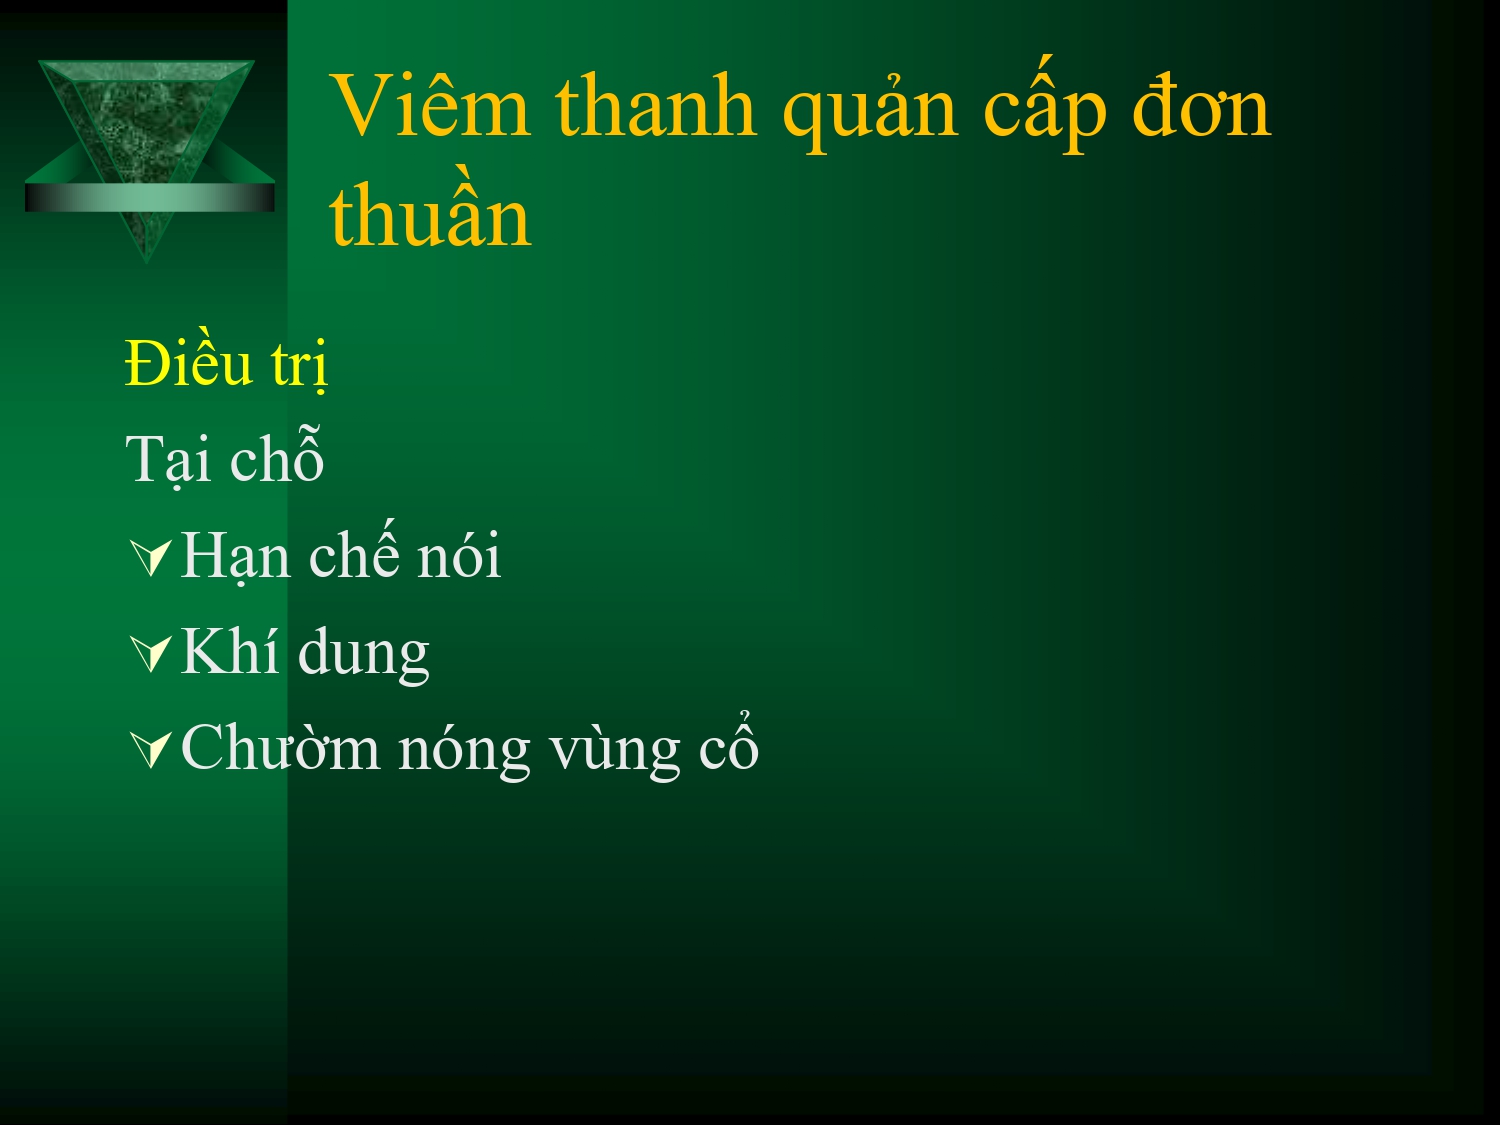 Viêm thanh quản cấp đơn
thuần
Điều trị
Tại chỗ
Hạn chế nói
Khí dung
Chườm nóng vùng cổ